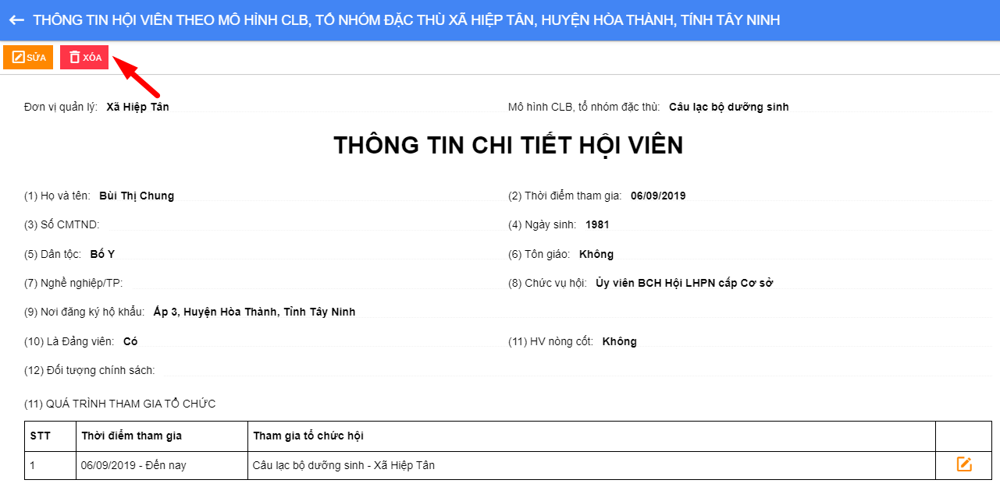 THÔNG TIN HỘI VIÊN THEO MÔ HÌNH CLB, TỔ NHÓM ĐẶC THÙ XÃ HIỆP TÂN, HUYỆN HÒA THÀNH, TỈNH TÂY NINH
SỬA XÓA
Đơn vị quản lý: Xã Hiệp Tân Mô hình CLB, tổ nhóm đặc thù: Câu lạc bộ dưỡng sinh
THÔNG TIN CHI TIẾT HỘI VIÊN
(1) Họ và tên: Bùi Thị Chung (2) Thời điểm tham gia: 06/09/2019
(3) Số CMTND: (4) Ngày sinh: 1981
(5) Dân tộc: Bố Y (6) Tôn giáo: Không
(7) Nghề nghiệp/TP: (8) Chức vụ hội: Ủy viên BCH Hội LHPN cấp Cơ sở
(9) Nơi đăng ký hộ khẩu: Ấp 3, Huyện Hòa Thành, Tỉnh Tây Ninh
(10) Là Đảng viên: Có (11) HV nòng cốt: Không
(12) Đối tượng chính sách:
(11) QUÁ TRÌNH THAM GIA TỔ CHỨC
STT Thời điểm tham gia Tham gia tổ chức hội
1 06/09/2019 - Đến nay Câu lạc bộ dưỡng sinh - Xã Hiệp Tân